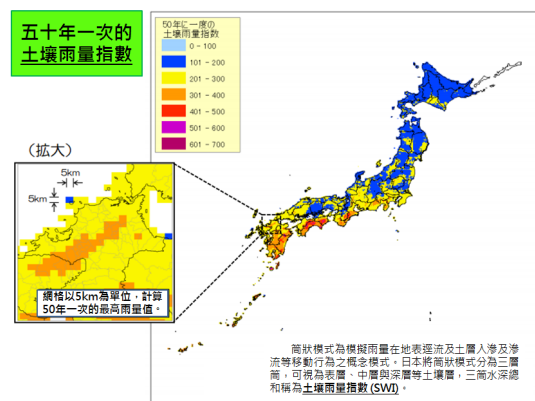 五十年一次的
土壤雨量指數
50年に一度の
土壌雨量指数
0 - 100
101 - 200
201 - 300
301 - 400
401 - 500
501 - 600
601 - 700
（拡大）
5km
5km
網格以5km為單位，計算
50年一次的最高雨量值。
筒狀模式為模擬雨量在地表逕流及土層入滲及滲
流等移動行為之概念模式。日本將筒狀模式分為三層
筒，可視為表層、中層與深層等土壤層，三筒水深總
和稱為土壤雨量指數(SWI)。